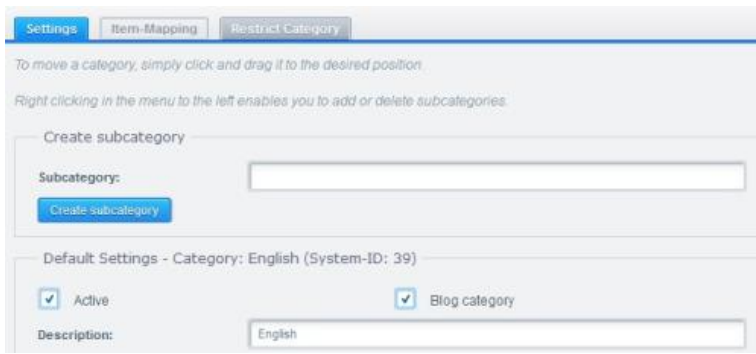 Settings Item-Mapping Restrict Category
To move a category, simply click and drag it to the desired position.
Right clicking in the menu to the left enables you to add or delete subcategories.
Create subcategory
Subcategory:
Create subcategory
Default Settings - Category: English (System-ID: 39)
Active Blog category
Description: English